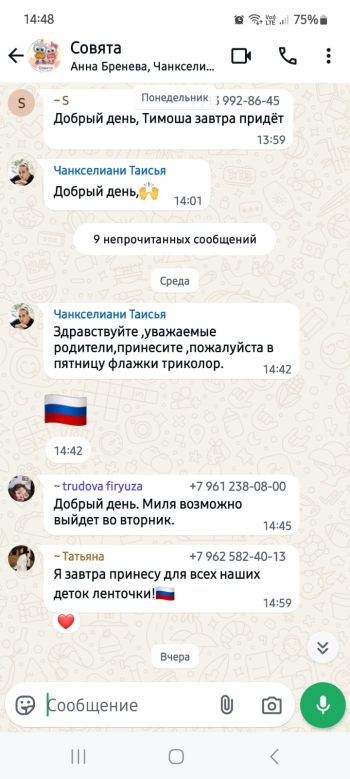 14:48
Vo)) LTE 75%
Совята
Анна Бренева, Чанксели...
Понедельник
~ S 992-86-45
Добрый день, Тимоша завтра придёт
13:59
Чанкселиани Таисья
Добрый день,🙌
14:01
9 непрочитанных сообщений
Среда
Чанкселиани Таисья
Здравствуйте ,уважаемые
родители,принесите ,пожалуйста в
пятницу флажки триколор.
14:42
🇷🇺
14:42
~ trudova firyuza +7 961 238-08-00
Добрый день. Миля возможно
выйдет во вторник.
14:45
~ Татьяна +7 962 582-40-13
Я завтра принесу для всех наших
деток ленточки!🇷🇺
14:59
❤️
Вчера
Сообщение